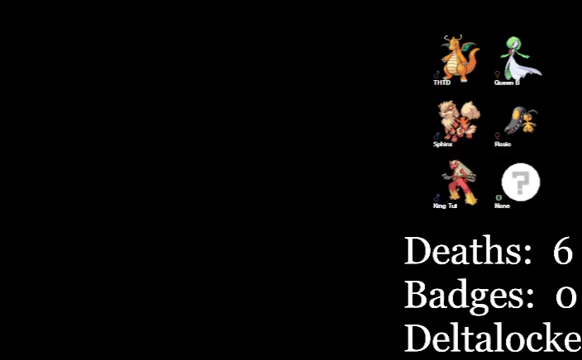 THTD
Queen B
Sphinx
Rosie
King Tut
None
Deaths: 6
Badges: 0
Deltalocke